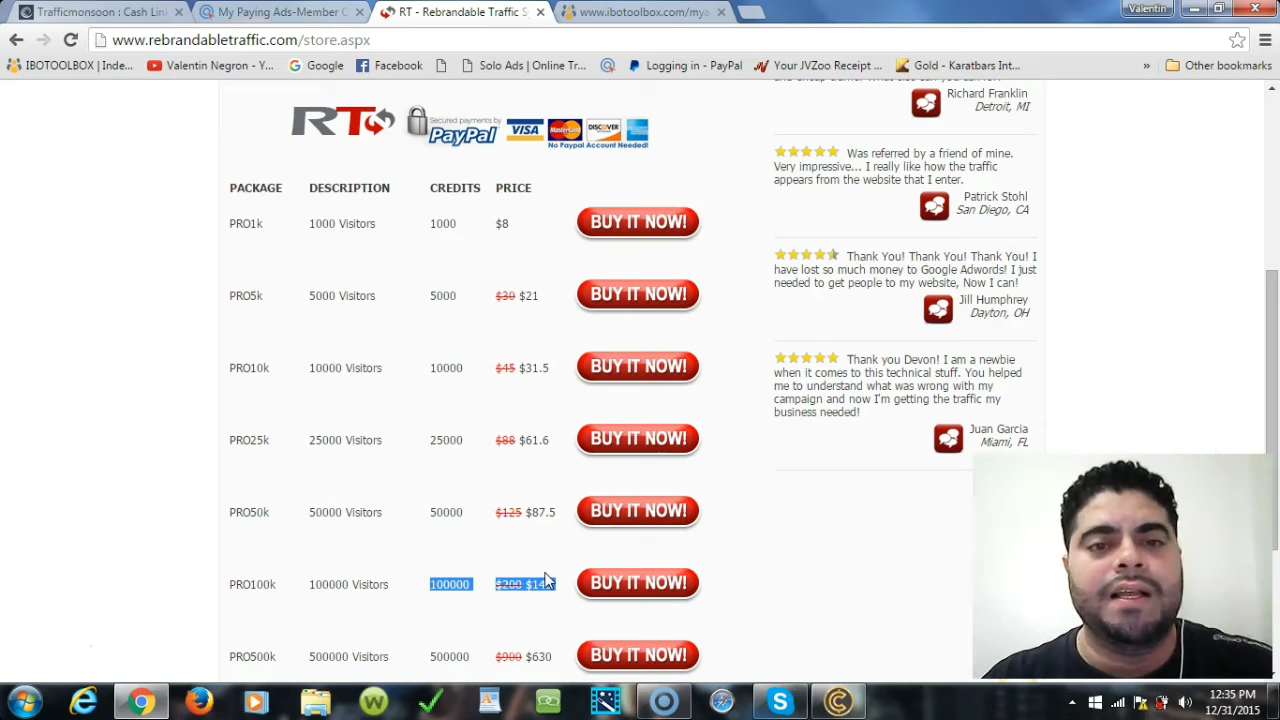 Trafficmonsoon : Cash Lin
My Paying Ads-Member C
RT - Rebrandable Traffic S
www.ibotoolbox.com/mya
Valentin
www.rebrandabletraffic.com/store.aspx
IBOTOOLBOX | Inde...
Valentin Negron - Y...
Google
Facebook
Solo Ads | Online Tr...
Logging in - PayPal
Your JVZoo Receipt ...
Gold - Karatbars Int...
»
Other bookmarks
RT
Secured payments by
PayPal
VISA
MasterCard
DISCOVER
No Paypal Account Needed!
PACKAGE DESCRIPTION CREDITS PRICE
PRO1k 1000 Visitors 1000 $8 BUY IT NOW!
PRO5k 5000 Visitors 5000 $30 $21 BUY IT NOW!
PRO10k 10000 Visitors 10000 $45 $31.5 BUY IT NOW!
PRO25k 25000 Visitors 25000 $88 $61.6 BUY IT NOW!
PRO50k 50000 Visitors 50000 $125 $87.5 BUY IT NOW!
PRO100k 100000 Visitors 100000 $200 BUY IT NOW!
PRO500k 500000 Visitors 500000 $900 $630 BUY IT NOW!
Richard Franklin
Detroit, MI
Was referred by a friend of mine.
Very impressive... I really like how the traffic
appears from the website that I enter.
Patrick Stohl
San Diego, CA
Thank You! Thank You! Thank You! I
have lost so much money to Google Adwords! I just
needed to get people to my website, Now I can!
Jill Humphrey
Dayton, OH
Thank you Devon! I am a newbie
when it comes to this technical stuff. You helped
me to understand what was wrong with my
campaign and now I'm getting the traffic my
business needed!
Juan Garcia
Miami, FL
12:35 PM
12/31/2015